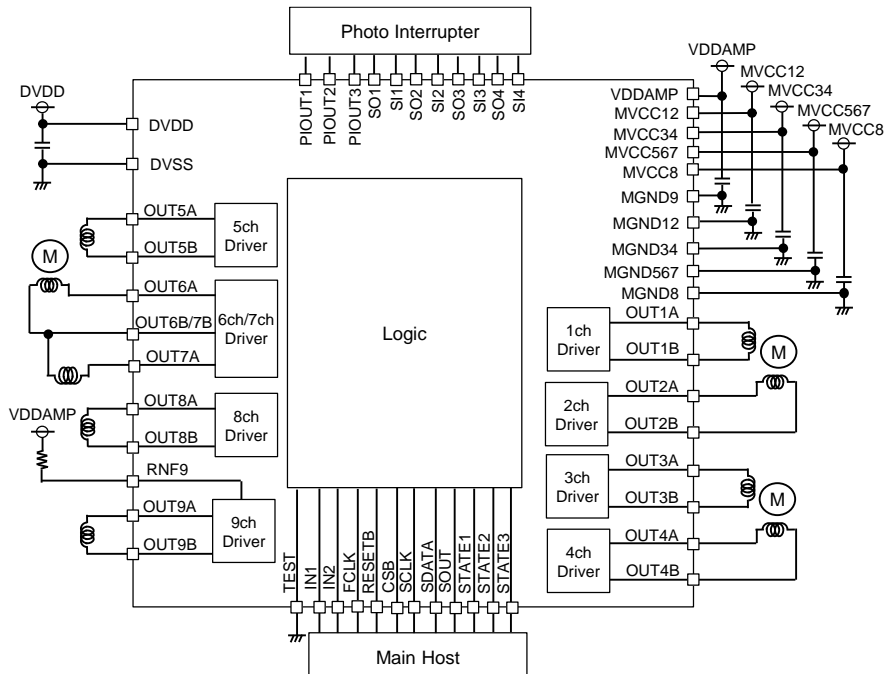 Photo Interrupter
PIOUT1
PIOUT2
PIOUT3
SO1
SI1
SO2
SI2
SO3
SI3
SO4
SI4
DVDD
DVDD
DVSS
VDDAMP
MVCC12
MVCC34
MVCC567
MVCC8
VDDAMP
MVCC12
MVCC34
MVCC567
MVCC8
MGND9
MGND12
MGND34
MGND567
MGND8
OUT5A
OUT5B
5ch
Driver
M
OUT6A
OUT6B/7B
OUT7A
6ch/7ch
Driver
OUT8A
OUT8B
8ch
Driver
VDDAMP
RNF9
OUT9A
OUT9B
9ch
Driver
Logic
1ch
Driver
OUT1A
OUT1B
M
2ch
Driver
OUT2A
OUT2B
3ch
Driver
OUT3A
OUT3B
M
4ch
Driver
OUT4A
OUT4B
TEST
IN1
IN2
FCLK
RESETB
CSB
SCLK
SDATA
SOUT
STATE1
STATE2
STATE3
Main Host